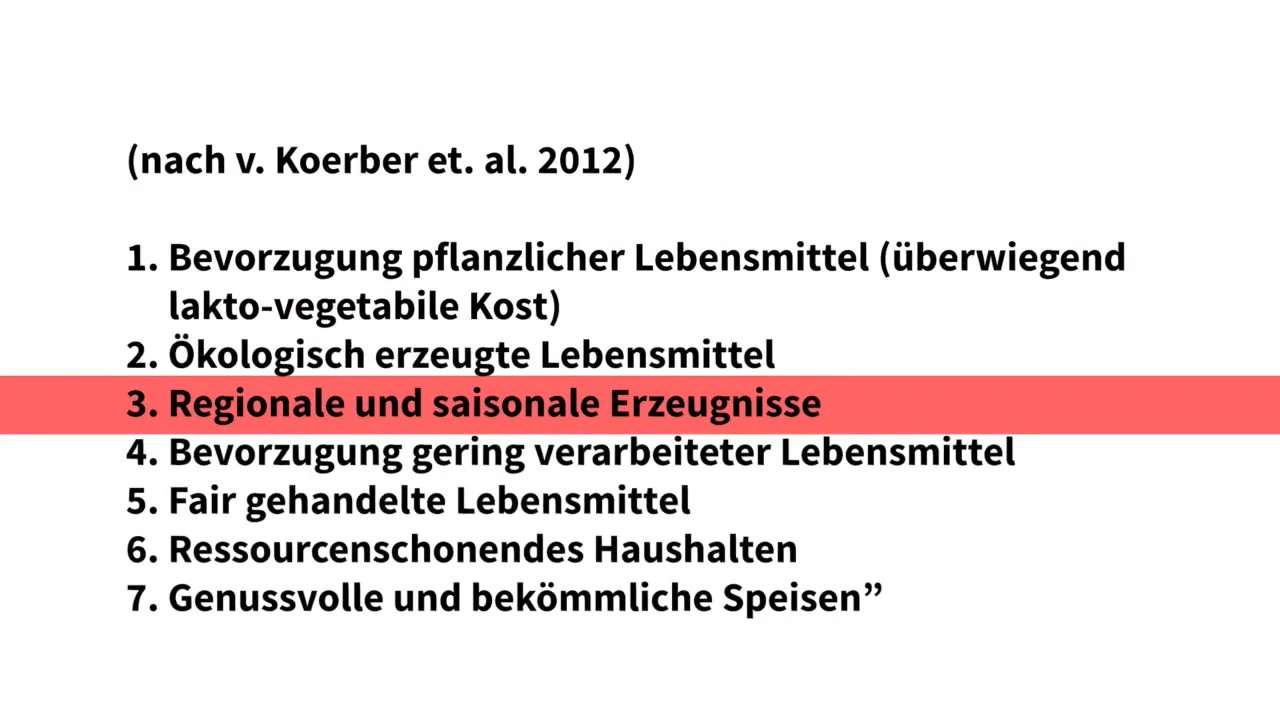 (nach v. Koerber et. al. 2012)
1. Bevorzugung pflanzlicher Lebensmittel (überwiegend
lakto-vegetabile Kost)
2. Ökologisch erzeugte Lebensmittel
3. Regionale und saisonale Erzeugnisse
4. Bevorzugung gering verarbeiteter Lebensmittel
5. Fair gehandelte Lebensmittel
6. Ressourcenschonendes Haushalten
7. Genussvolle und bekömmliche Speisen”